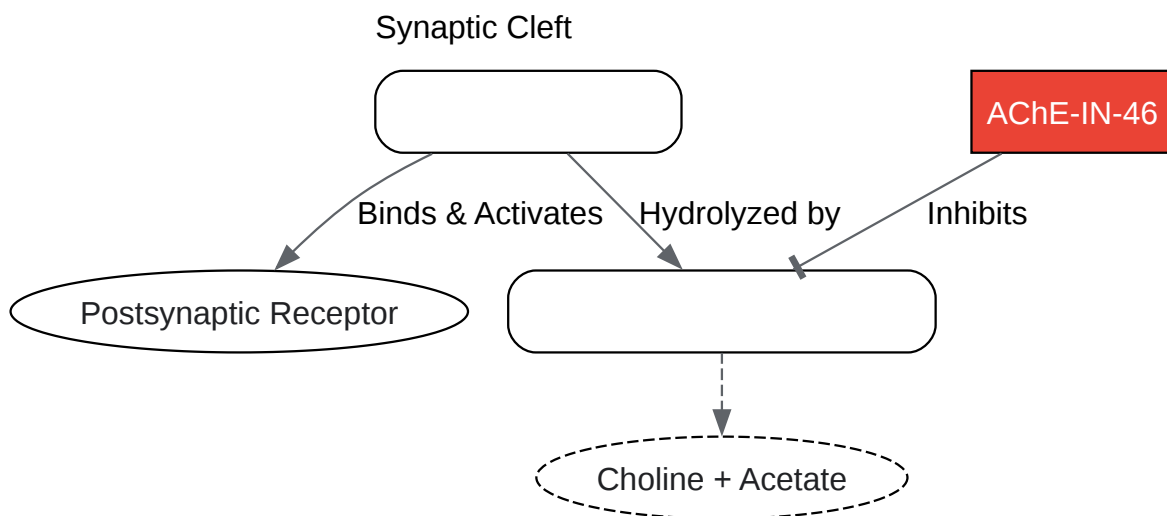 Synaptic Cleft
AChE-IN-46
Binds & Activates
Hydrolyzed by
Inhibits
Postsynaptic Receptor
Choline + Acetate